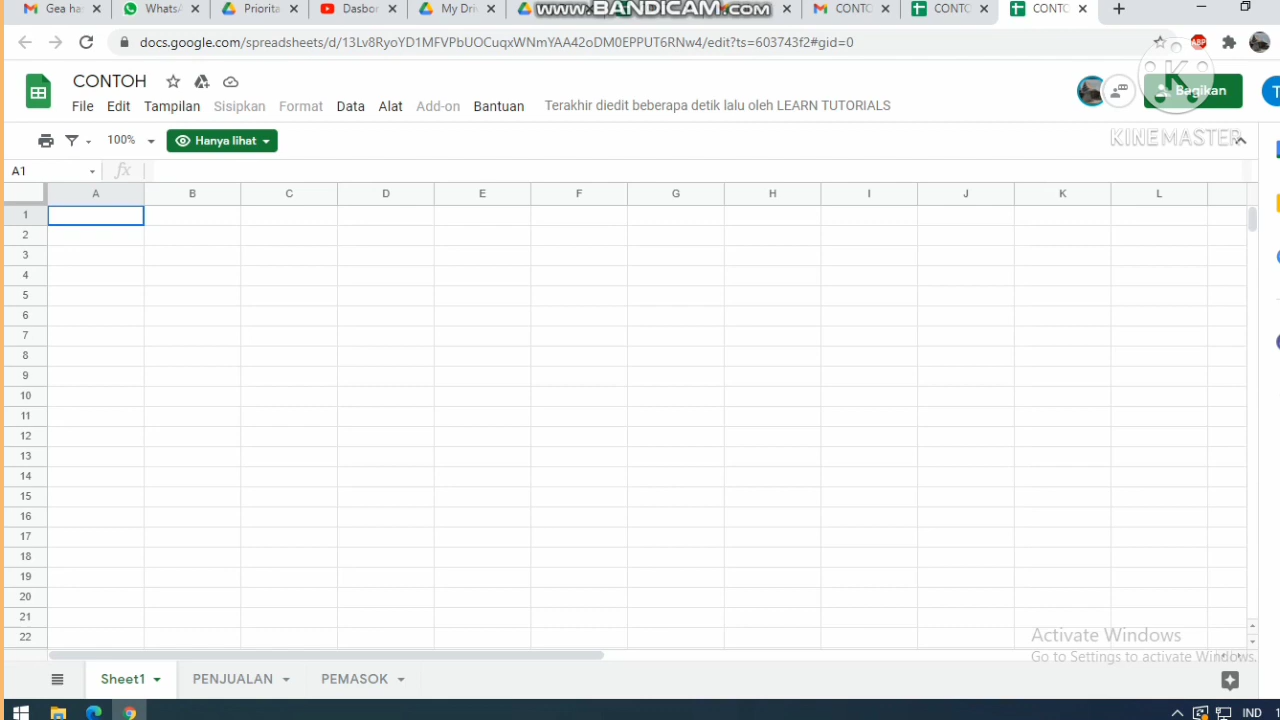 Gea ha
WhatsA
Priorita
Dasbor
My Driv
www.BANDICAM.com
CONTO
CONTO
CONTO
docs.google.com/spreadsheets/d/13Lv8RyoYD1MFVPbUOCuqxWNmYAA42oDM0EPPUT6RNw4/edit?ts=603743f2#gid=0
ABP
CONTOH
K
Bagikan
T
File Edit Tampilan Sisipkan Format Data Alat Add-on Bantuan Terakhir diedit beberapa detik lalu oleh LEARN TUTORIALS
100% Hanya lihat
KINEMASTER
A1 fx
A B C D E F G H I J K L
1
2
3
4
5
6
7
8
9
10
11
12
13
14
15
16
17
18
19
20
21
22
Activate Windows
Go to Settings to activate Windows.
Sheet1 PENJUALAN PEMASOK
IND